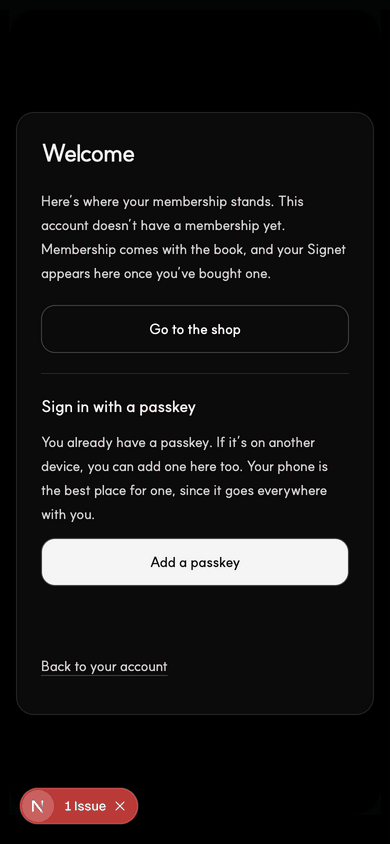 Welcome
Here's where your membership stands. This
account doesn't have a membership yet.
Membership comes with the book, and your Signet
appears here once you've bought one.
Go to the shop
Sign in with a passkey
You already have a passkey. If it's on another
device, you can add one here too. Your phone is
the best place for one, since it goes everywhere
with you.
Add a passkey
Back to your account
N 1 Issue